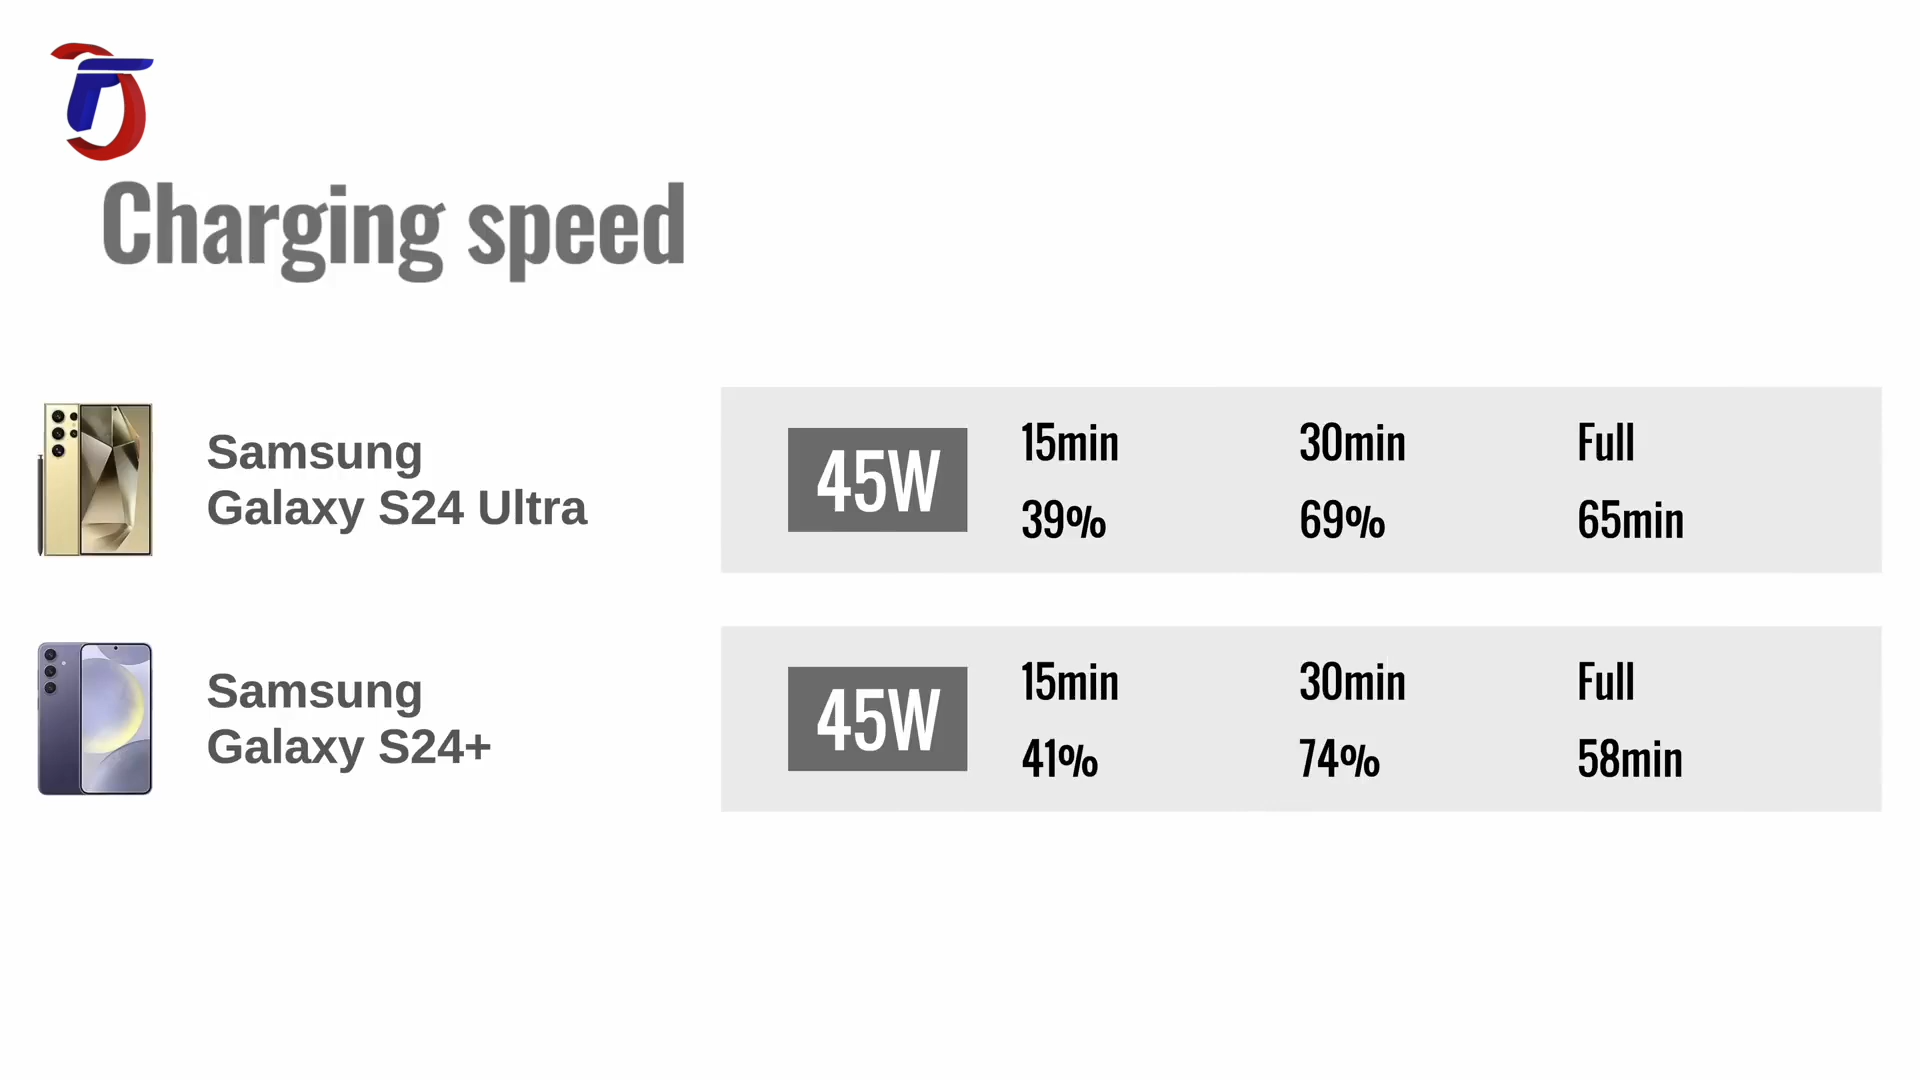 Charging speed
Samsung
Galaxy S24 Ultra
45W
15min
30min
Full
39%
69%
65min
Samsung
Galaxy S24+
45W
15min
30min
Full
41%
74%
58min